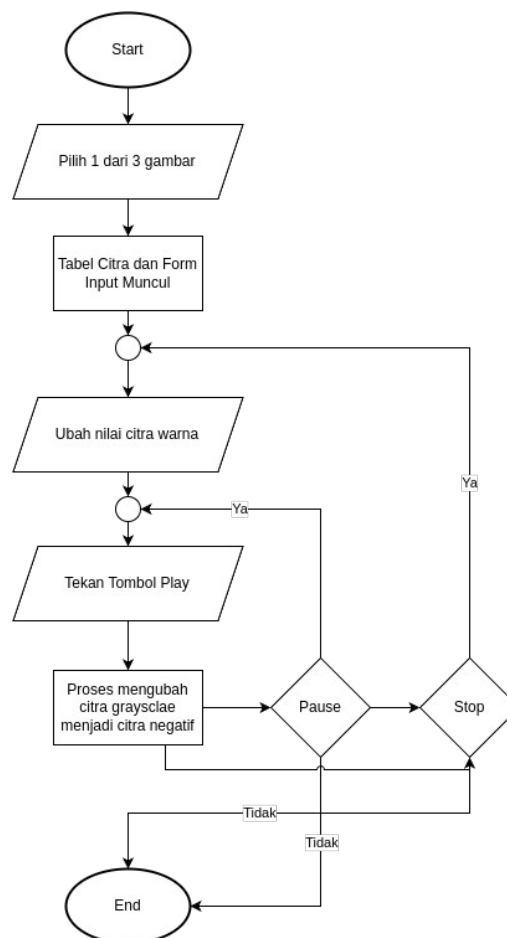 Start
Pilih 1 dari 3 gambar
Tabel Citra dan Form
Input Muncul
Ubah nilai citra warna
Ya
Ya
Tekan Tombol Play
Proses mengubah
citra graysclae
menjadi citra negatif
Pause
Stop
Tidak
Tidak
End